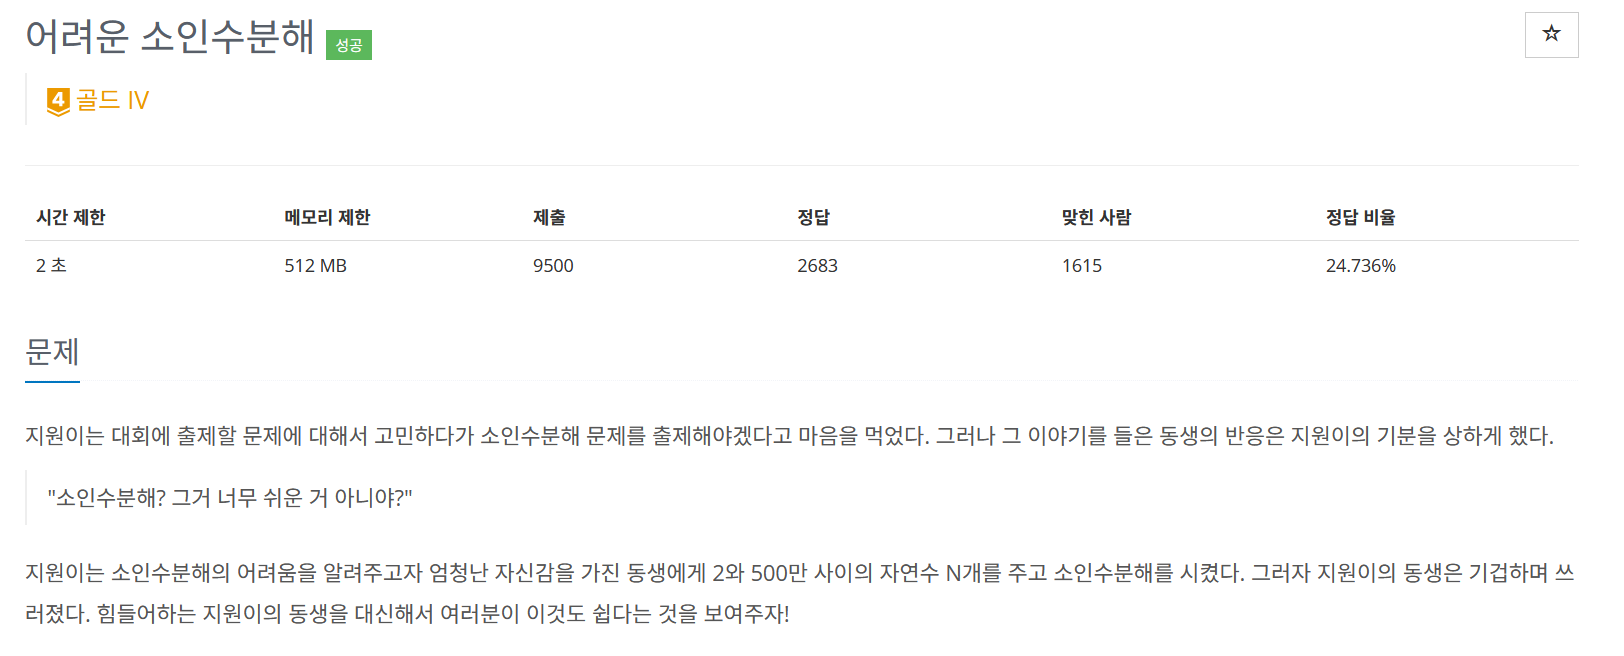 어려운 소인수분해 성공
☆
4 골드 IV
시간 제한 메모리 제한 제출 정답 맞힌 사람 정답 비율
2 초 512 MB 9500 2683 1615 24.736%
문제
지원이는 대회에 출제할 문제에 대해서 고민하다가 소인수분해 문제를 출제해야겠다고 마음을 먹었다. 그러나 그 이야기를 들은 동생의 반응은 지원이의 기분을 상하게 했다.
"소인수분해? 그거 너무 쉬운 거 아니야?"
지원이는 소인수분해의 어려움을 알려주고자 엄청난 자신감을 가진 동생에게 2와 500만 사이의 자연수 N개를 주고 소인수분해를 시켰다. 그러자 지원이의 동생은 기겁하며 쓰
러졌다. 힘들어하는 지원이의 동생을 대신해서 여러분이 이것도 쉽다는 것을 보여주자!